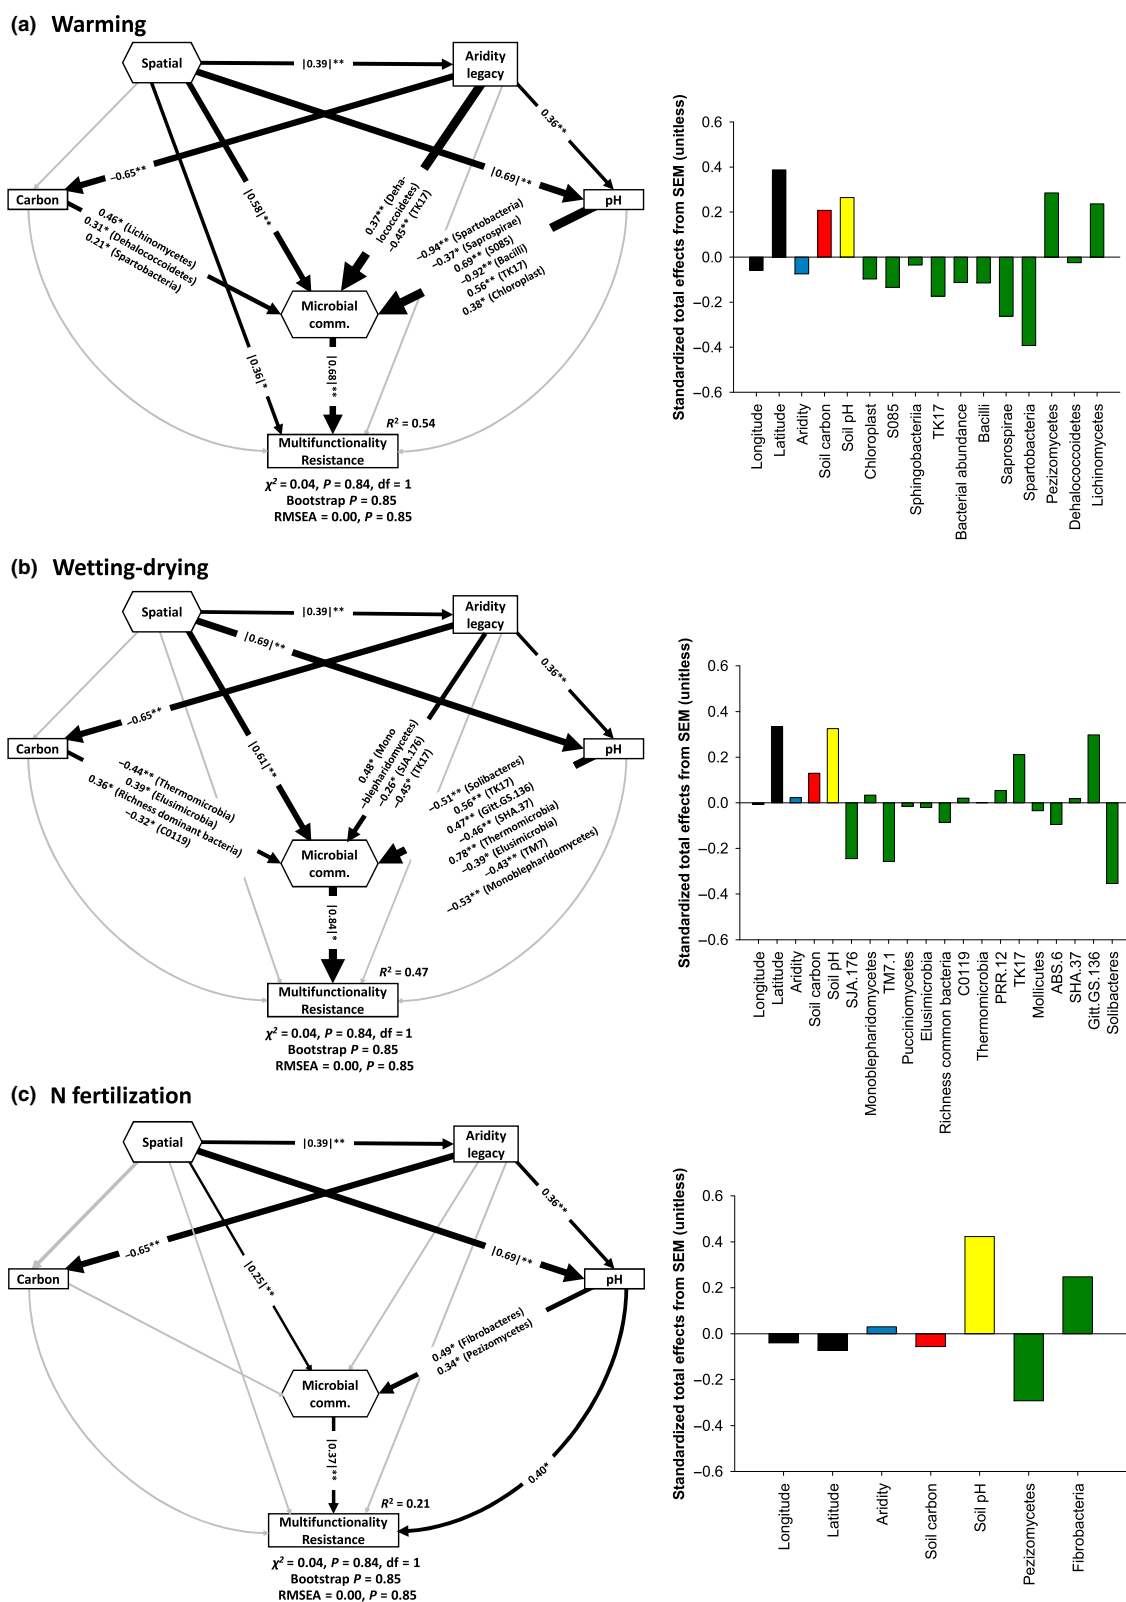 (a) Warming
Spatial
|0.39|**
Aridity
legacy
0.36**
−0.65**
|0.69|**
Carbon
pH
|0.58|**
0.37** (Deha-
lococcoidetes)
−0.45** (TK17)
0.46* (Lichinomycetes)
0.31* (Dehalococcoidetes)
0.21* (Spartobacteria)
−0.94** (Spartobacteria)
−0.37* (Saprospirae)
0.69** (S085)
−0.92** (Bacilli)
0.56** (TK17)
0.38* (Chloroplast)
Microbial
comm.
|0.36|*
|0.68|**
R² = 0.54
Multifunctionality
Resistance
χ² = 0.04, P = 0.84, df = 1
Bootstrap P = 0.85
RMSEA = 0.00, P = 0.85
Standardized total effects from SEM (unitless)
0.6
0.4
0.2
0.0
−0.2
−0.4
−0.6
Longitude
Latitude
Aridity
Soil carbon
Soil pH
Chloroplast
S085
Sphingobacteriia
TK17
Bacterial abundance
Bacilli
Saprospirae
Spartobacteria
Pezizomycetes
Dehalococcoidetes
Lichinomycetes
(b) Wetting-drying
Spatial
|0.39|**
Aridity
legacy
|0.69|**
0.36**
−0.65**
Carbon
pH
|0.61|**
0.48* (Mono
−blepharidomycetes)
−0.26* (SJA.176)
−0.45* (TK17)
−0.44** (Thermomicrobia)
0.39* (Elusimicrobia)
0.36* (Richness dominant bacteria)
−0.32* (C0119)
−0.51** (Solibacteres)
0.56** (TK17)
0.47** (Gitt.GS.136)
−0.46** (SHA.37)
0.78** (Thermomicrobia)
−0.39* (Elusimicrobia)
−0.43** (TM7)
−0.53** (Monoblepharidomycetes)
Microbial
comm.
|0.84|*
R² = 0.47
Multifunctionality
Resistance
χ² = 0.04, P = 0.84, df = 1
Bootstrap P = 0.85
RMSEA = 0.00, P = 0.85
Standardized total effects from SEM (unitless)
0.6
0.4
0.2
0.0
−0.2
−0.4
−0.6
Longitude
Latitude
Aridity
Soil carbon
Soil pH
SJA.176
Monoblepharidomycetes
TM7.1
Pucciniomycetes
Elusimicrobia
Richness common bacteria
C0119
Thermomicrobia
PRR.12
TK17
Mollicutes
ABS.6
SHA.37
Gitt.GS.136
Solibacteres
(c) N fertilization
Spatial
|0.39|**
Aridity
legacy
0.36**
−0.65**
|0.69|**
Carbon
pH
|0.25|**
0.49* (Fibrobacteres)
0.34* (Pezizomycetes)
Microbial
comm.
|0.37|**
0.40*
R² = 0.21
Multifunctionality
Resistance
χ² = 0.04, P = 0.84, df = 1
Bootstrap P = 0.85
RMSEA = 0.00, P = 0.85
Standardized total effects from SEM (unitless)
0.6
0.4
0.2
0.0
−0.2
−0.4
−0.6
Longitude
Latitude
Aridity
Soil carbon
Soil pH
Pezizomycetes
Fibrobacteria